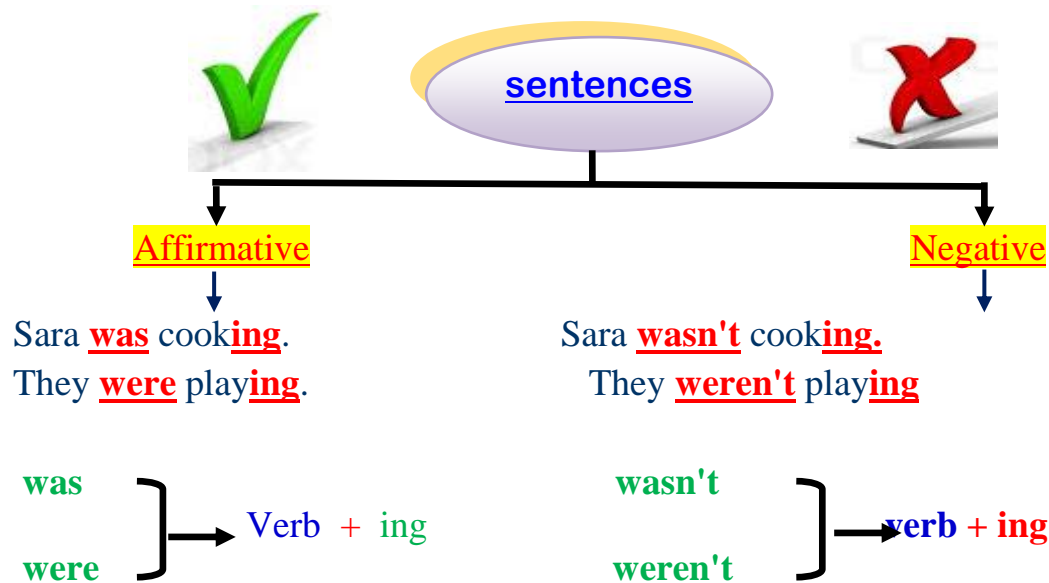 sentences
Affirmative
Negative
Sara was cooking.
Sara wasn't cooking.
They were playing.
They weren't playing
was
wasn't
Verb + ing
verb + ing
were
weren't